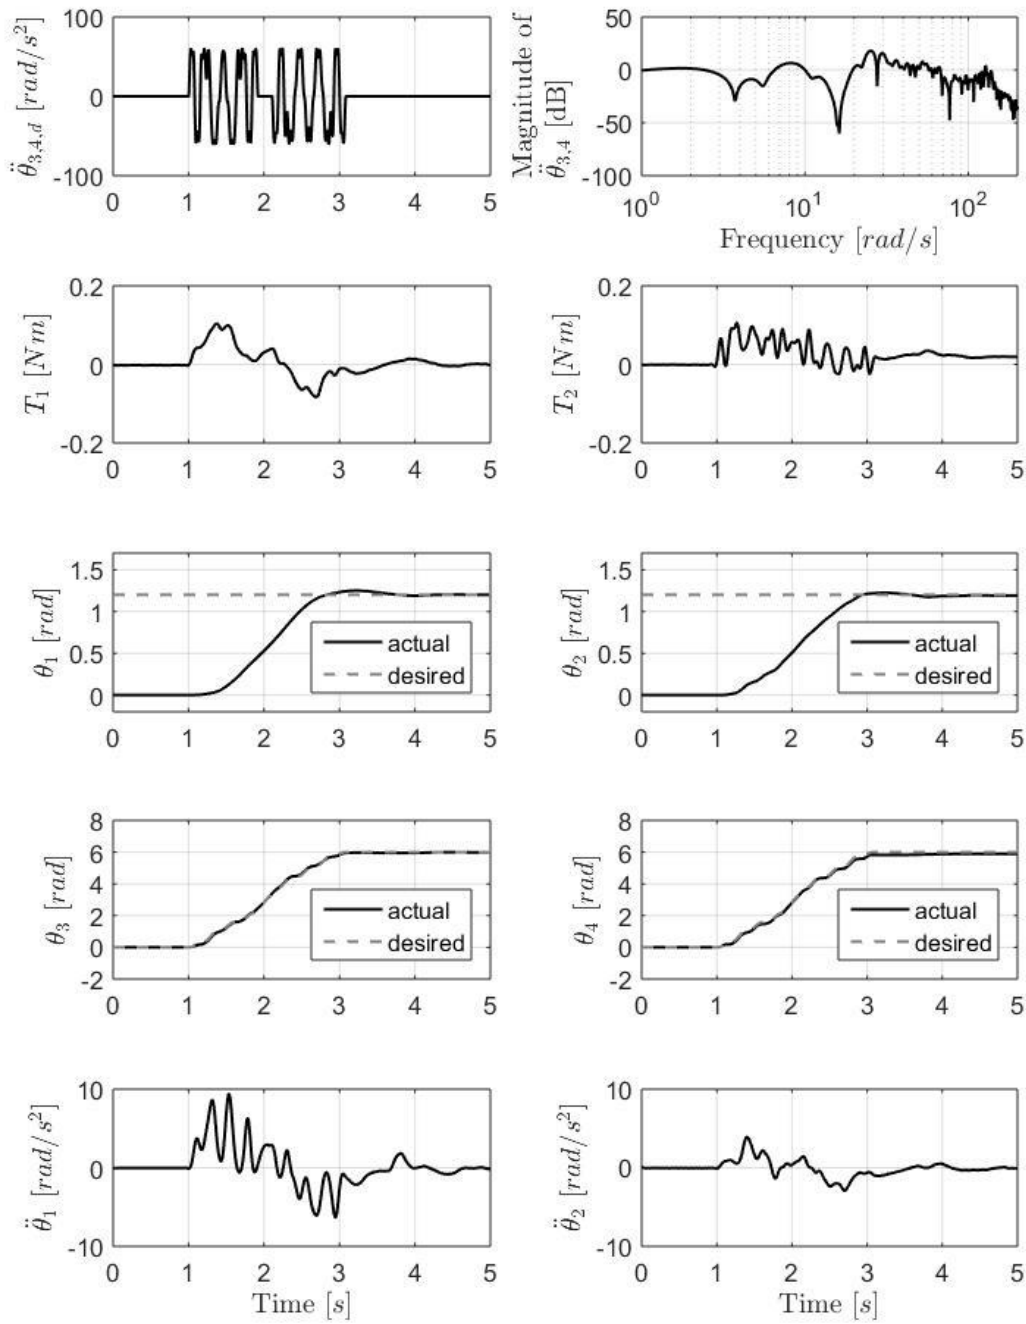 θ̈₃,₄,d [rad/s²]
100
0
-100
0 1 2 3 4 5
Magnitude of
θ̈₃,₄ [dB]
50
0
-50
-100
10⁰ 10¹ 10²
Frequency [rad/s]
T₁ [Nm]
0.2
0
-0.2
0 1 2 3 4 5
T₂ [Nm]
0.2
0
-0.2
0 1 2 3 4 5
θ₁ [rad]
1.5
1
0.5
0
actual
desired
0 1 2 3 4 5
θ₂ [rad]
1.5
1
0.5
0
actual
desired
0 1 2 3 4 5
θ₃ [rad]
8
6
4
2
0
-2
actual
desired
0 1 2 3 4 5
θ₄ [rad]
8
6
4
2
0
-2
actual
desired
0 1 2 3 4 5
θ̈₁ [rad/s²]
10
0
-10
0 1 2 3 4 5
Time [s]
θ̈₂ [rad/s²]
10
0
-10
0 1 2 3 4 5
Time [s]